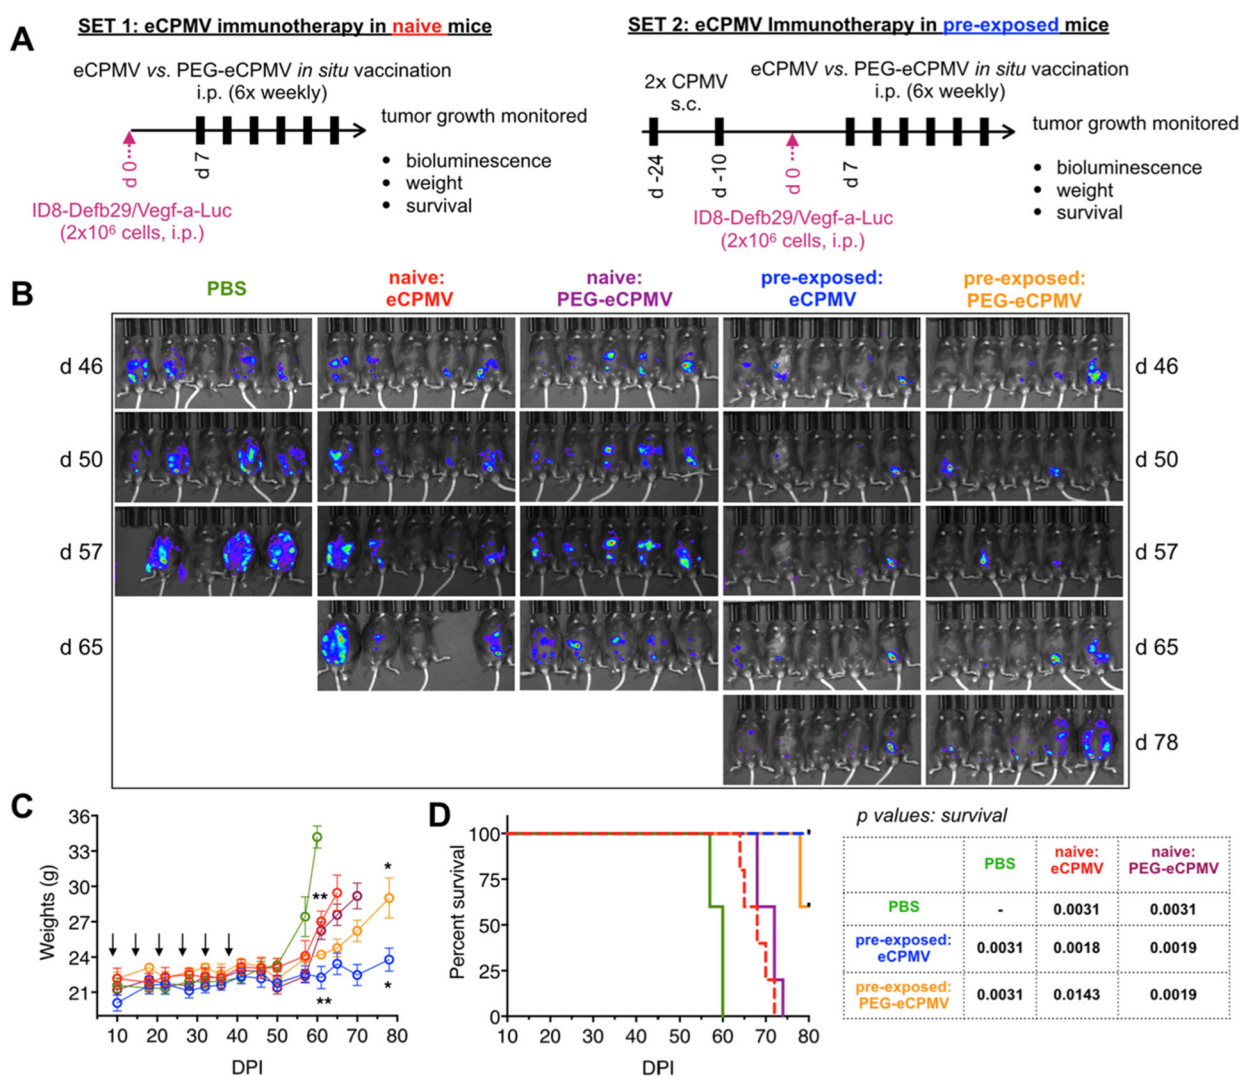 A
SET 1: eCPMV immunotherapy in naive mice
eCPMV vs. PEG-eCPMV in situ vaccination
i.p. (6x weekly)
tumor growth monitored
• bioluminescence
• weight
• survival
d 0
d 7
ID8-Defb29/Vegf-a-Luc
(2x10⁶ cells, i.p.)
SET 2: eCPMV Immunotherapy in pre-exposed mice
2x CPMV
s.c.
eCPMV vs. PEG-eCPMV in situ vaccination
i.p. (6x weekly)
tumor growth monitored
• bioluminescence
• weight
• survival
d -24
d -10
d 0
d 7
ID8-Defb29/Vegf-a-Luc
(2x10⁶ cells, i.p.)
B
PBS
naive:
eCPMV
naive:
PEG-eCPMV
pre-exposed:
eCPMV
pre-exposed:
PEG-eCPMV
d 46
d 46
d 50
d 50
d 57
d 57
d 65
d 65
d 78
C
Weights (g)
36
33
30
27
24
21
**
*
**
*
10 20 30 40 50 60 70 80
DPI
D
Percent survival
100
75
50
25
0
10 20 30 40 50 60 70 80
DPI
p values: survival
PBS naive: eCPMV naive: PEG-eCPMV
PBS - 0.0031 0.0031
pre-exposed: eCPMV 0.0031 0.0018 0.0019
pre-exposed: PEG-eCPMV 0.0031 0.0143 0.0019